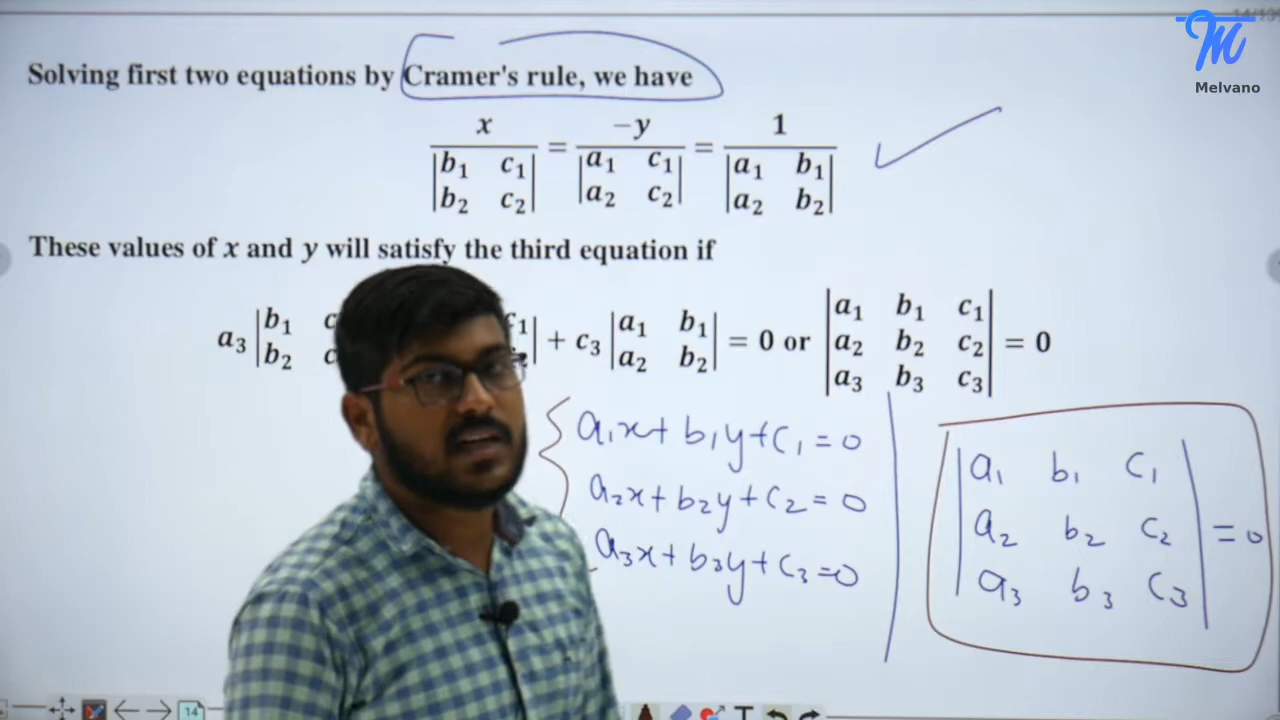 Melvano
Solving first two equations by Cramer's rule, we have
x / |b₁ c₁; b₂ c₂| = −y / |a₁ c₁; a₂ c₂| = 1 / |a₁ b₁; a₂ b₂|
These values of x and y will satisfy the third equation if
a₃ |b₁ b₂ c₁| + c₃ |a₁ b₁; a₂ b₂| = 0 or |a₁ b₁ c₁; a₂ b₂ c₂; a₃ b₃ c₃| = 0
a₁x + b₁y + c₁ = 0
a₂x + b₂y + c₂ = 0
a₃x + b₃y + c₃ = 0
|a₁ b₁ c₁
a₂ b₂ c₂
a₃ b₃ c₃| = 0
14
T